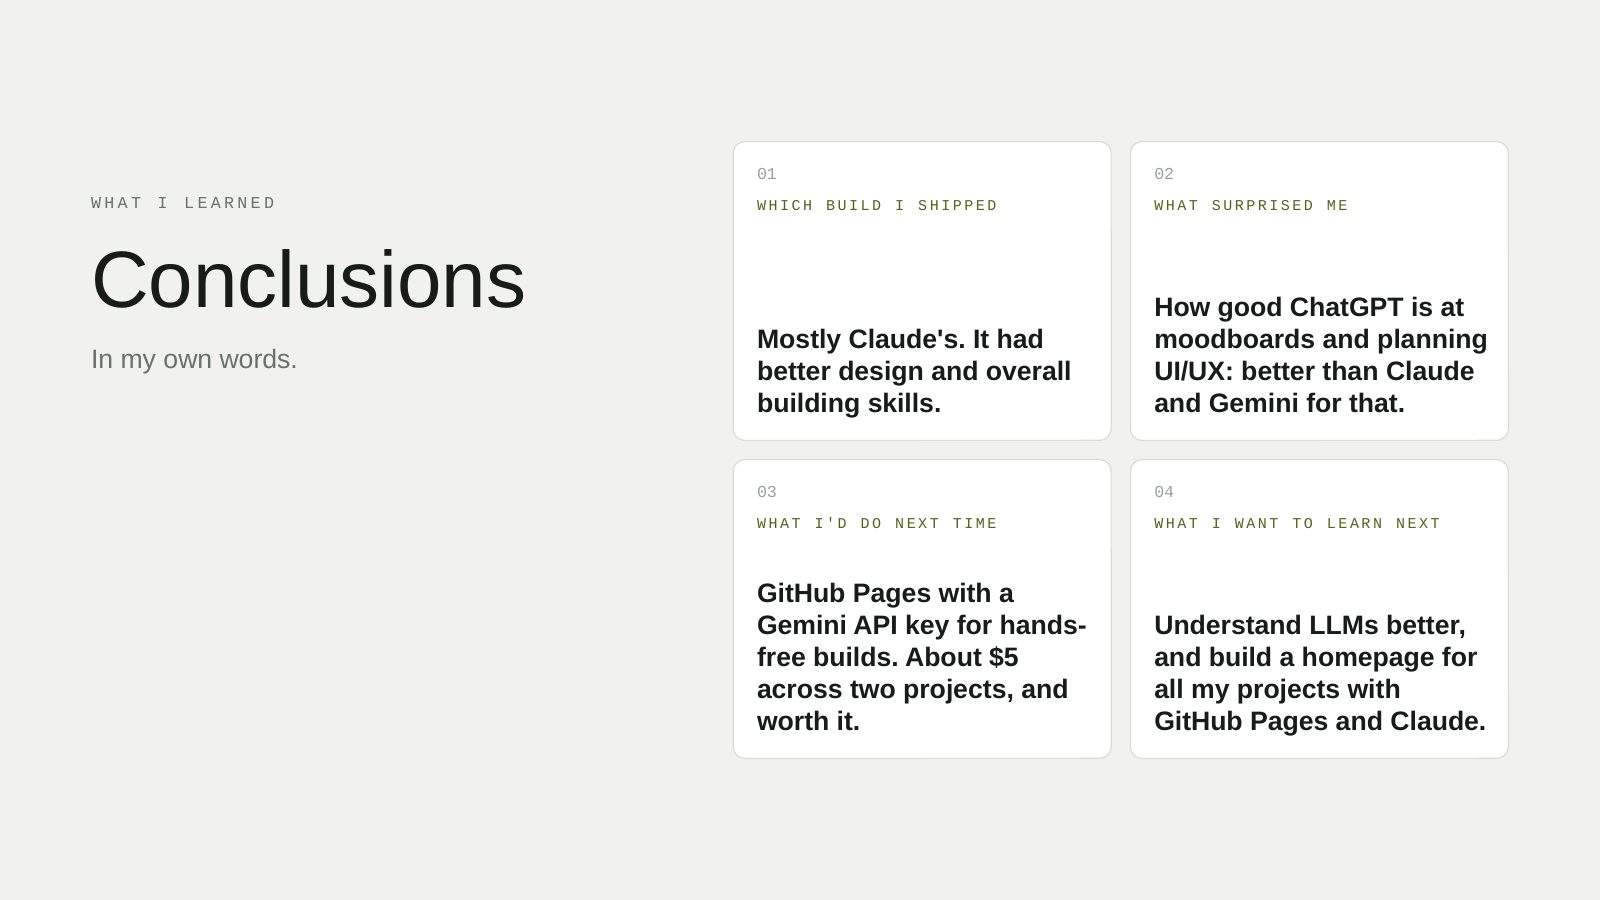 WHAT I LEARNED
Conclusions
In my own words.
01
WHICH BUILD I SHIPPED
Mostly Claude's. It had
better design and overall
building skills.
02
WHAT SURPRISED ME
How good ChatGPT is at
moodboards and planning
UI/UX: better than Claude
and Gemini for that.
03
WHAT I'D DO NEXT TIME
GitHub Pages with a
Gemini API key for hands-
free builds. About $5
across two projects, and
worth it.
04
WHAT I WANT TO LEARN NEXT
Understand LLMs better,
and build a homepage for
all my projects with
GitHub Pages and Claude.